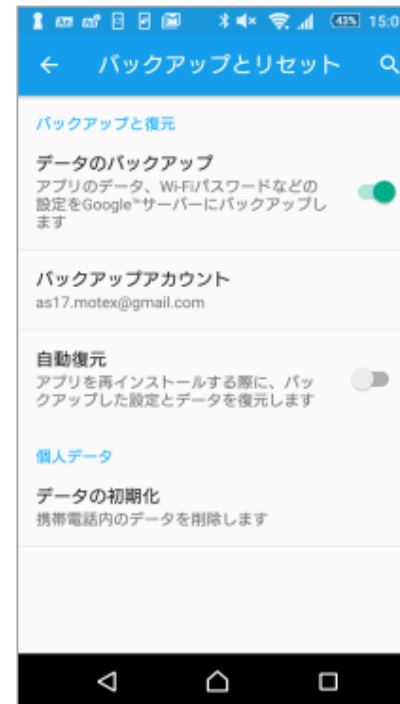 43% 15:0
バックアップとリセット
バックアップと復元
データのバックアップ
アプリのデータ、Wi-Fiパスワードなどの
設定をGoogle™サーバーにバックアップし
ます
バックアップアカウント
as17.motex@gmail.com
自動復元
アプリを再インストールする際に、バッ
クアップした設定とデータを復元します
個人データ
データの初期化
携帯電話内のデータを削除します